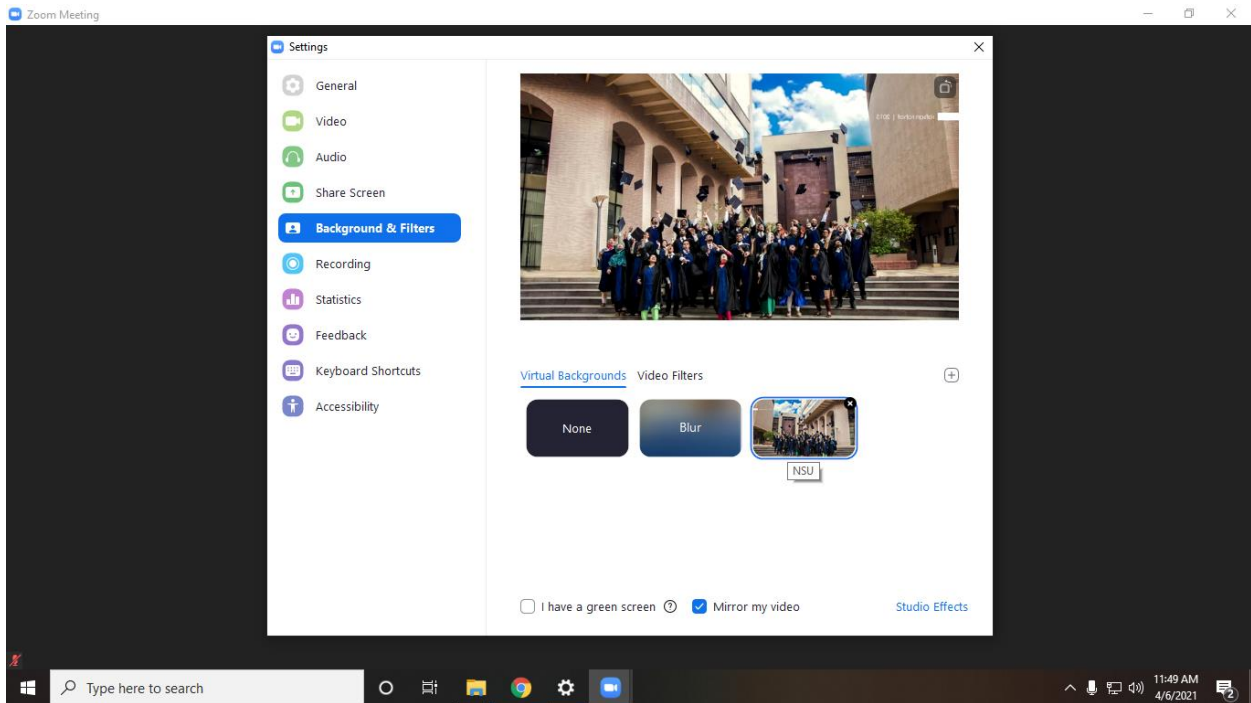 Zoom Meeting
Settings
General
Video
Audio
Share Screen
Background & Filters
Recording
Statistics
Feedback
Keyboard Shortcuts
Accessibility
Virtual Backgrounds
Video Filters
None
Blur
NSU
I have a green screen
Mirror my video
Studio Effects
Type here to search
11:49 AM
4/6/2021
2